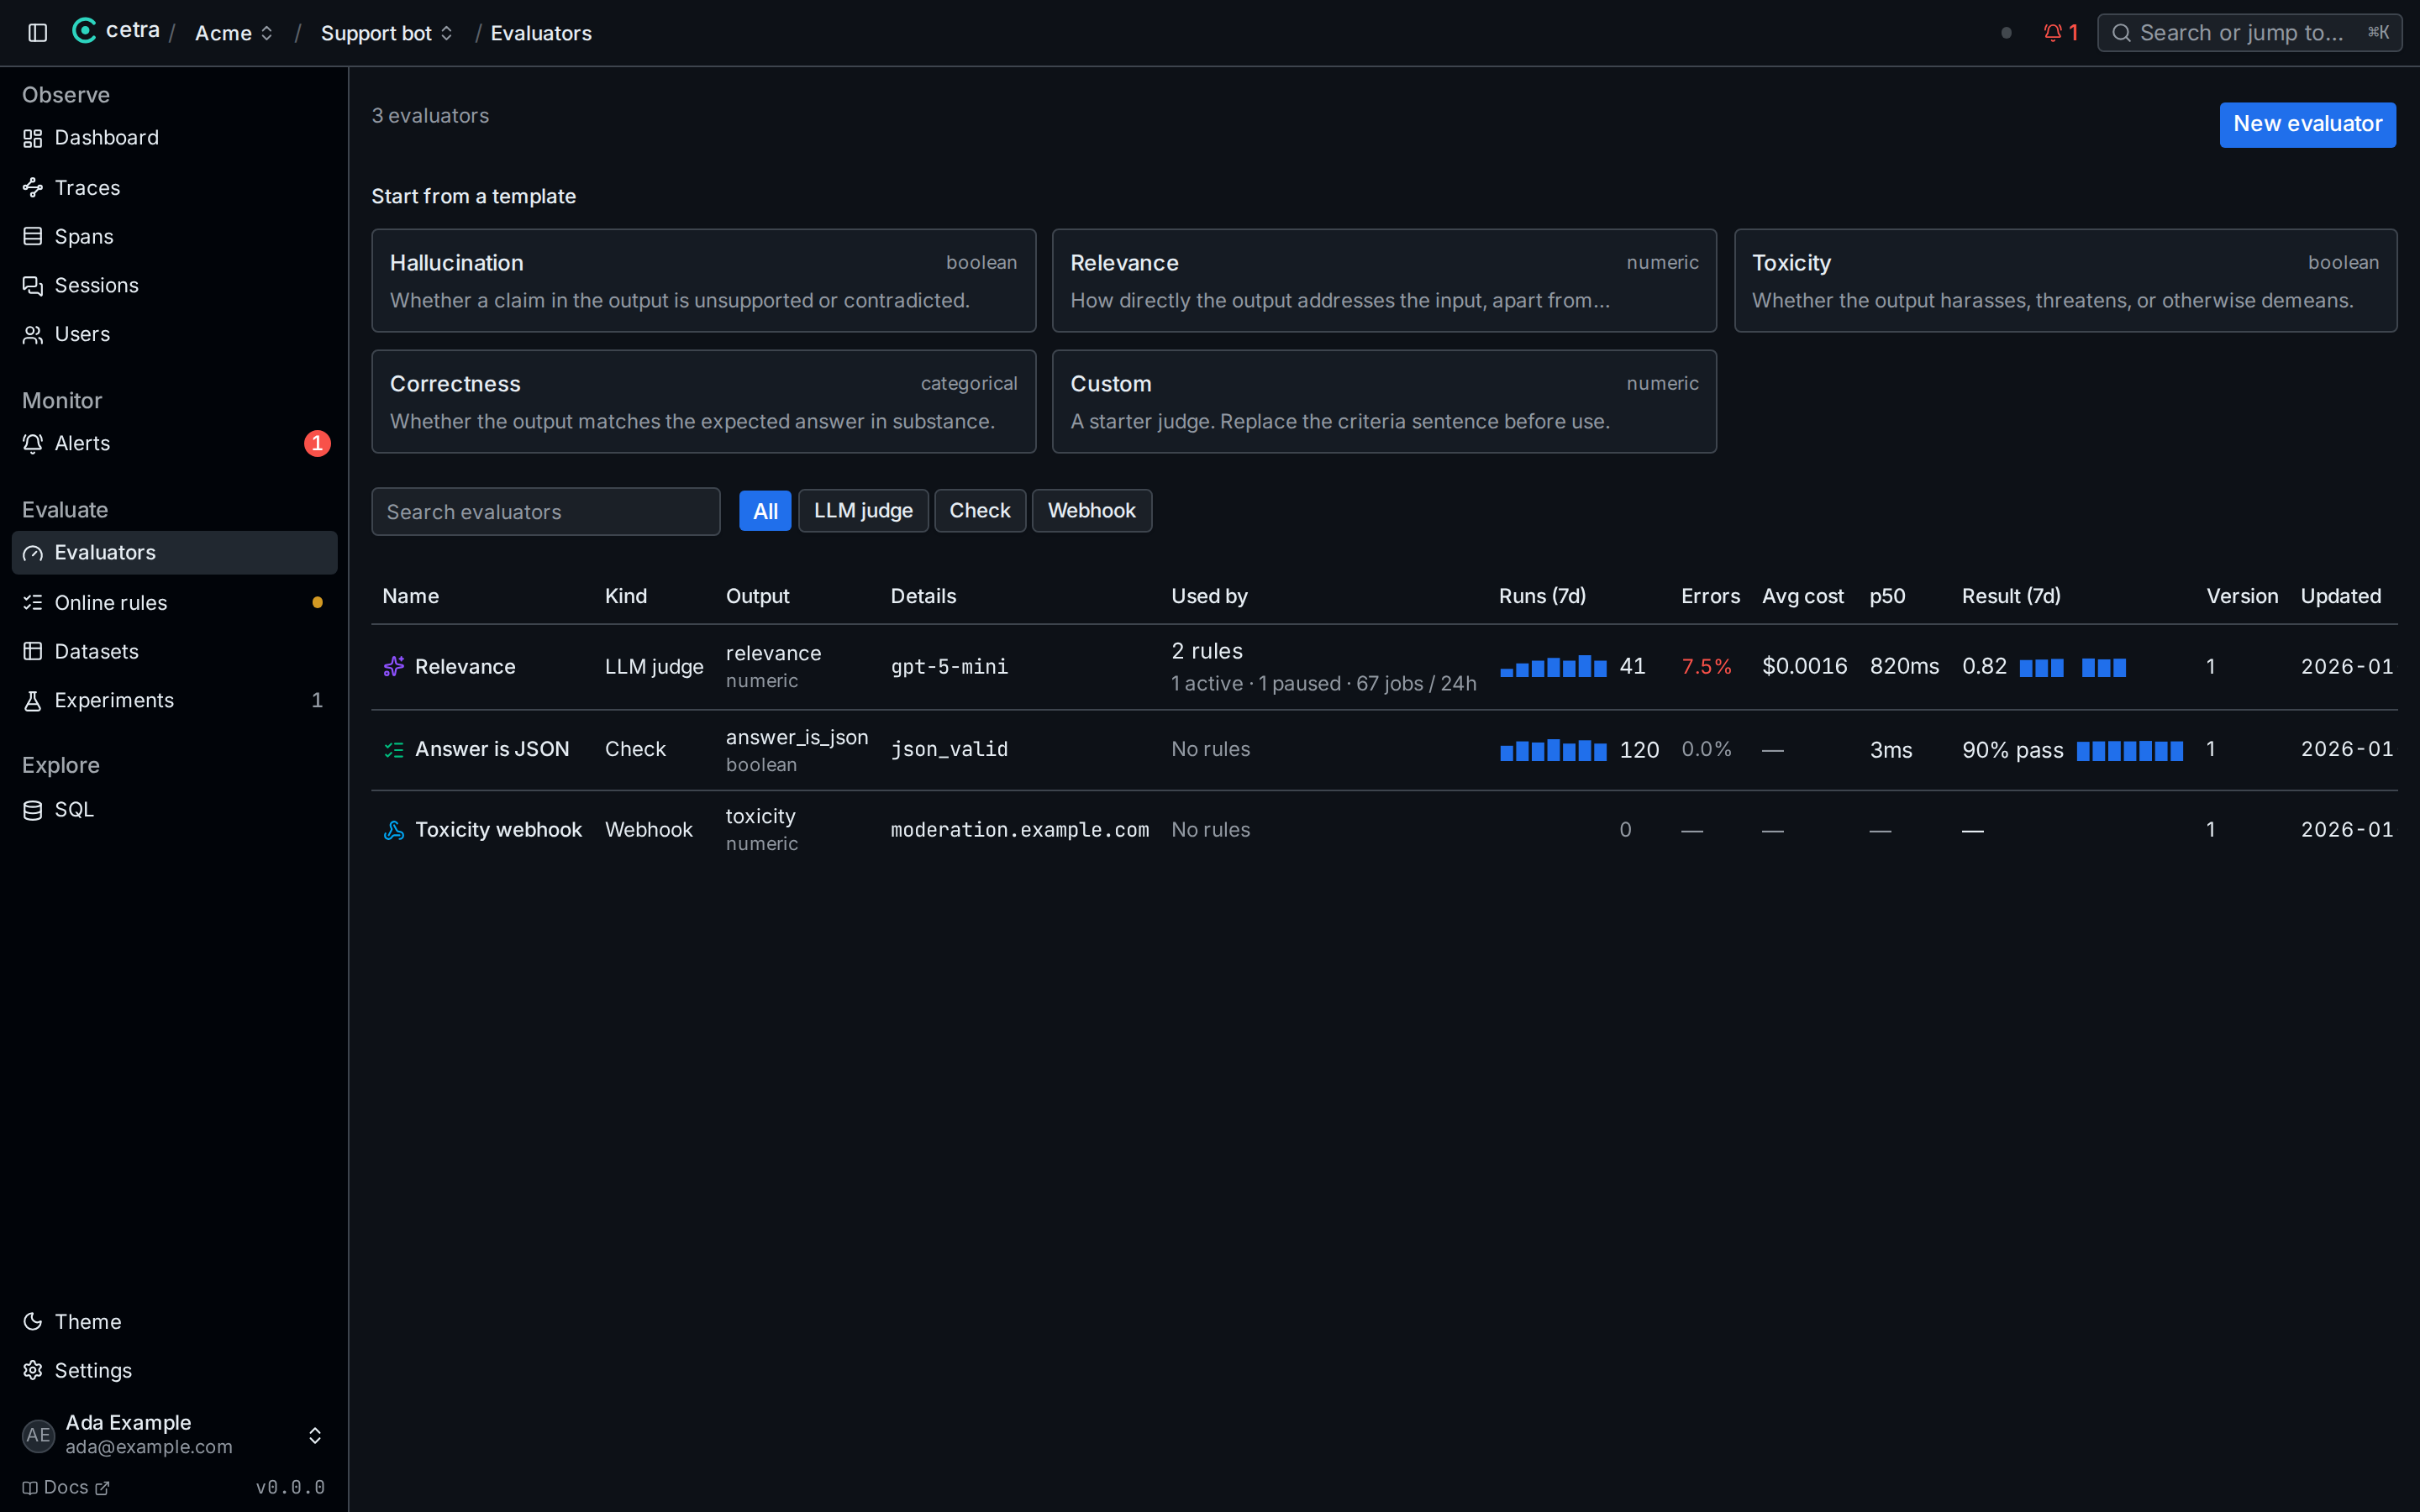 cetra / Acme / Support bot / Evaluators
1
Search or jump to... ⌘K
Observe
Dashboard
Traces
Spans
Sessions
Users
Monitor
Alerts 1
Evaluate
Evaluators
Online rules
Datasets
Experiments 1
Explore
SQL
Theme
Settings
AE
Ada Example
ada@example.com
Docs v0.0.0
3 evaluators
New evaluator
Start from a template
Hallucination boolean
Whether a claim in the output is unsupported or contradicted.
Relevance numeric
How directly the output addresses the input, apart from...
Toxicity boolean
Whether the output harasses, threatens, or otherwise demeans.
Correctness categorical
Whether the output matches the expected answer in substance.
Custom numeric
A starter judge. Replace the criteria sentence before use.
Search evaluators
All LLM judge Check Webhook
Name Kind Output Details Used by Runs (7d) Errors Avg cost p50 Result (7d) Version Updated
Relevance LLM judge relevance gpt-5-mini 2 rules 41 7.5% $0.0016 820ms 0.82 1 2026-01
numeric 1 active · 1 paused · 67 jobs / 24h
Answer is JSON Check answer_is_json json_valid No rules 120 0.0% — 3ms 90% pass 1 2026-01
boolean
Toxicity webhook Webhook toxicity moderation.example.com No rules 0 — — — — 1 2026-01
numeric